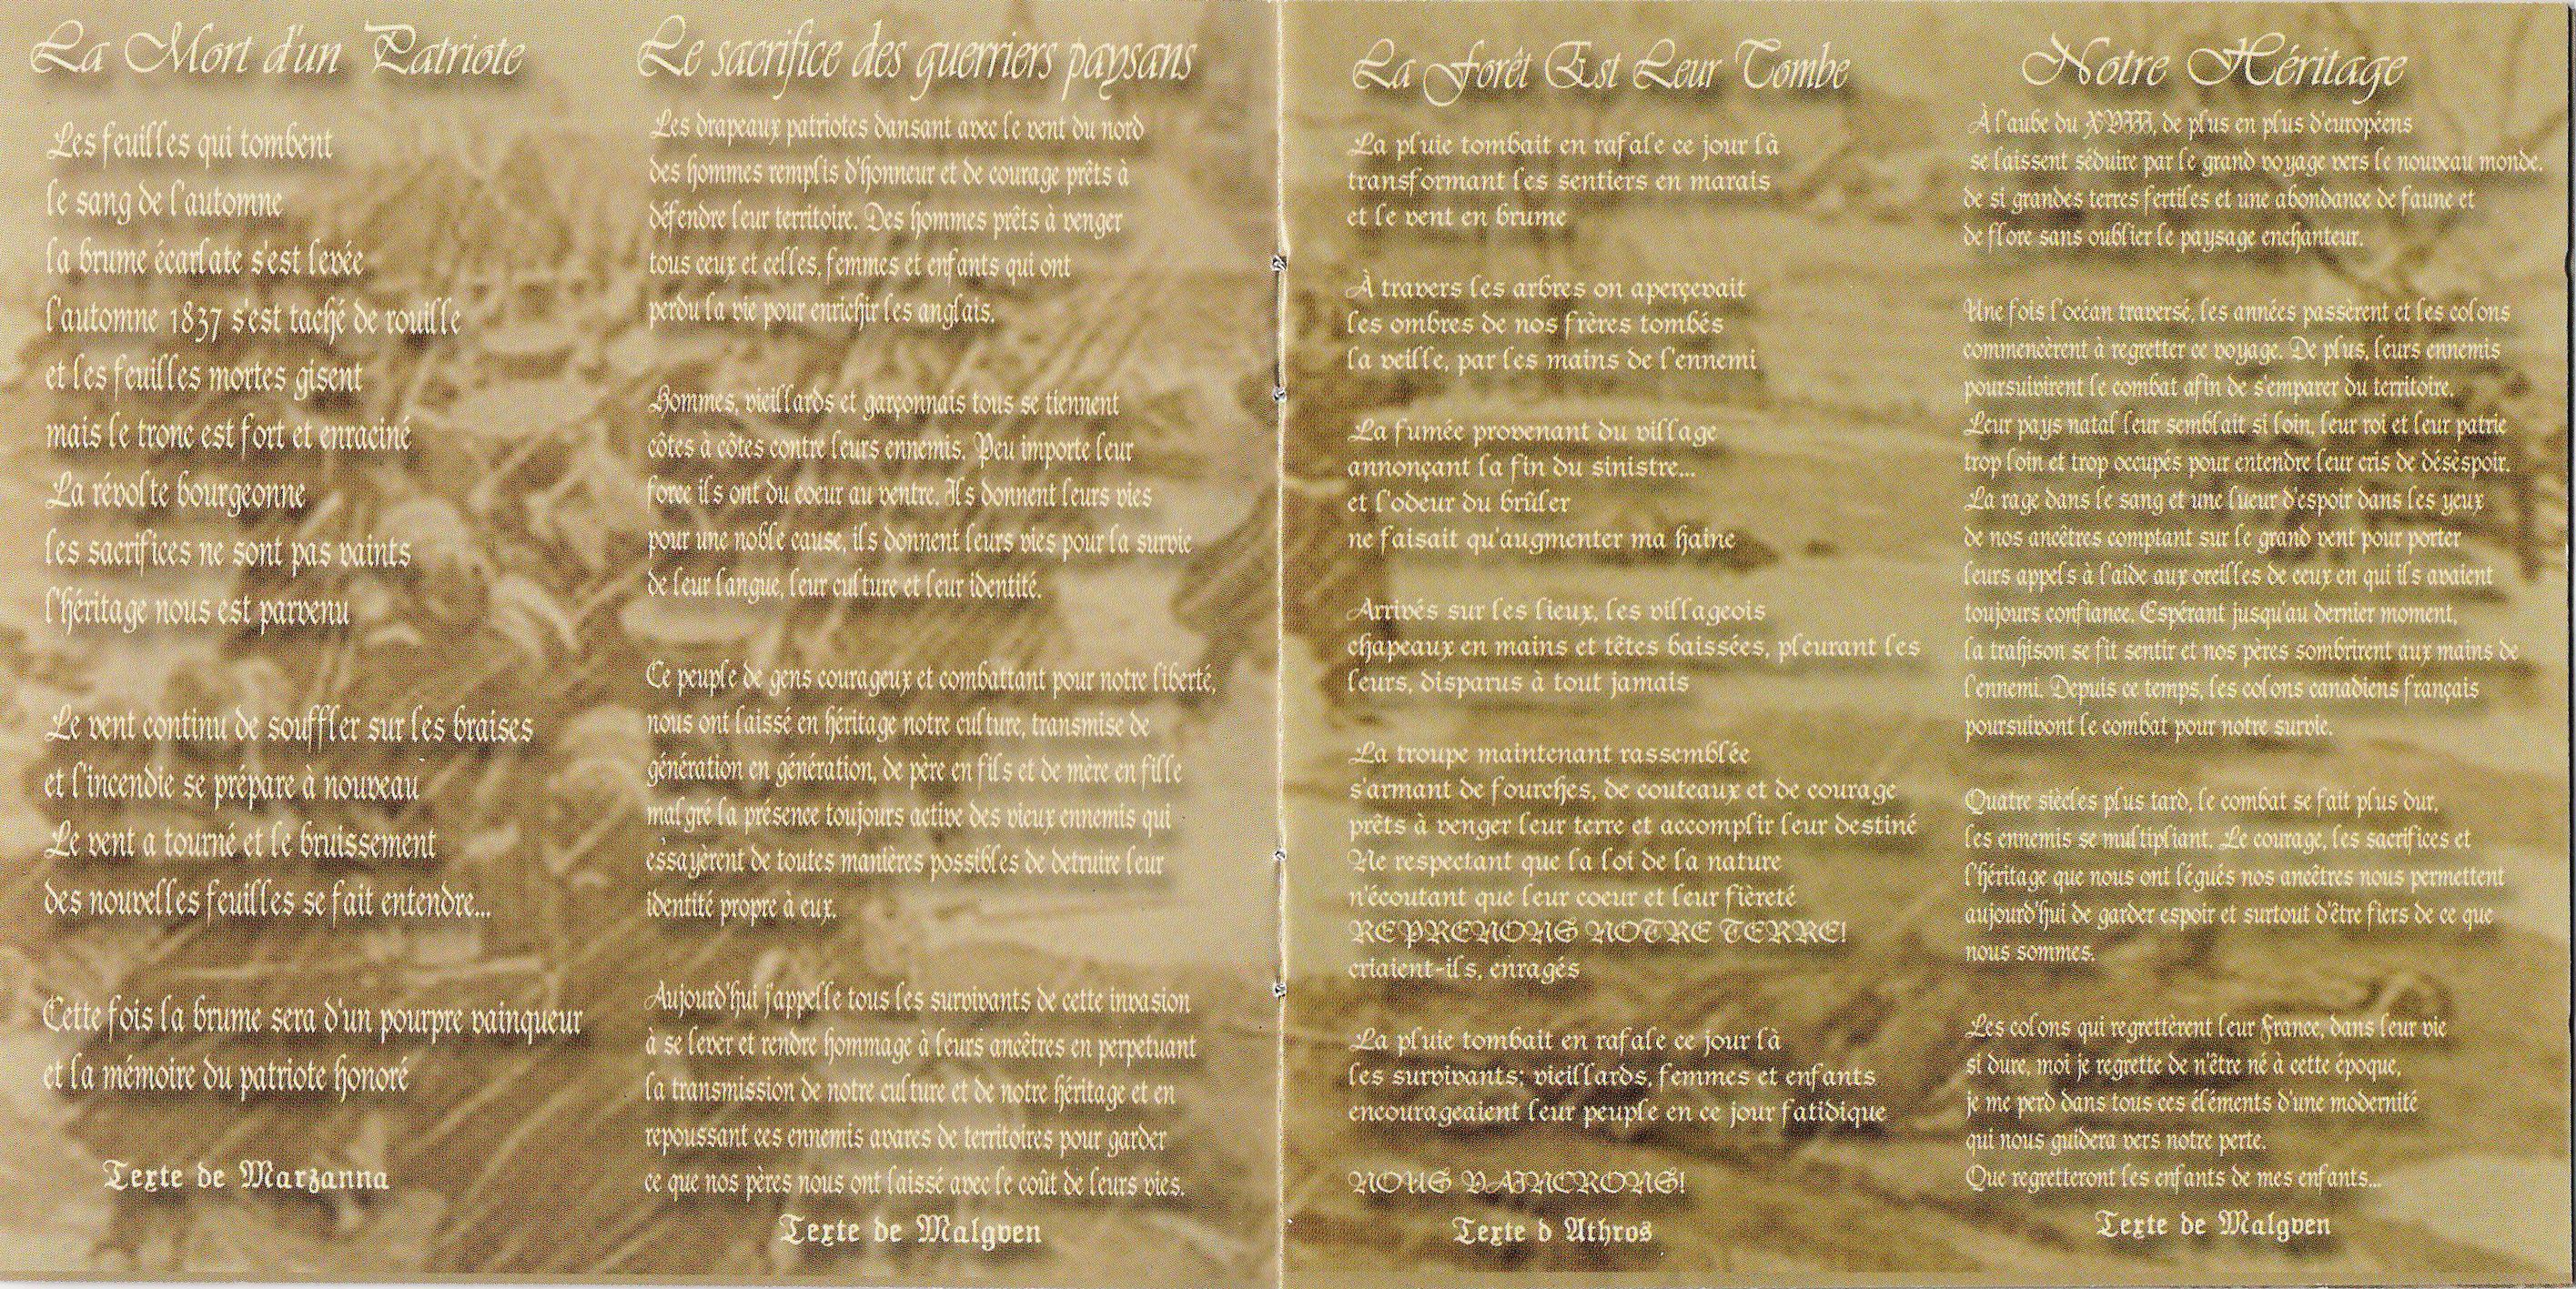 La Mort d'un Patriote
Les feuilles qui tombent
le sang de l'automne
la brume écarlate s'est levée
l'automne 1837 s'est taché de rouille
et les feuilles mortes gisent
mais le tronc est fort et enraciné
La révolte bourgeonne
les sacrifices ne sont pas vaints
l'héritage nous est parvenu
Le vent continu de souffler sur les braises
et l'incendie se prépare à nouveau
Le vent a tourné et le bruissement
des nouvelles feuilles se fait entendre...
Cette fois la brume sera d'un pourpre vainqueur
et la mémoire du patriote honoré
Texte de Marzanna
Le sacrifice des guerriers paysans
Les drapeaux patriotes dansant avec le vent du nord
des hommes remplis d'honneur et de courage prêts à
défendre leur territoire. Des hommes prêts à venger
tous ceux et celles, femmes et enfants qui ont
perdu la vie pour enrichir les anglais.
Hommes, vieillards et garçonnais tous se tiennent
côtes à côtes contre leurs ennemis. Peu importe leur
force ils ont du coeur au ventre. Ils donnent leurs vies
pour une noble cause, ils donnent leurs vies pour la survie
de leur langue, leur culture et leur identité.
Ce peuple de gens courageux et combattant pour notre liberté,
nous ont laissé en héritage notre culture, transmise de
génération en génération, de père en fils et de mère en fille
malgré la présence toujours active des vieux ennemis qui
essayèrent de toutes manières possibles de detruire leur
identité propre à eux.
Aujourd'hui j'appelle tous les survivants de cette invasion
à se lever et rendre hommage à leurs ancêtres en perpetuant
la transmission de notre culture et de notre héritage et en
repoussant ces ennemis avares de territoires pour garder
ce que nos pères nous ont laissé avec le coût de leurs vies.
Texte de Malgven
La Forêt Est Leur Tombe
La pluie tombait en rafale ce jour là
transformant les sentiers en marais
et le vent en brume
À travers les arbres on aperçevait
les ombres de nos frères tombés
la veille, par les mains de l'ennemi
La fumée provenant du village
annonçant la fin du sinistre...
et l'odeur du brûler
ne faisait qu'augmenter ma haine
Arrivés sur les lieux, les villageois
chapeaux en mains et têtes baissées, pleurant les
leurs, disparus à tout jamais
La troupe maintenant rassemblée
s'armant de fourches, de couteaux et de courage
prêts à venger leur terre et accomplir leur destiné
Ne respectant que la loi de la nature
n'écoutant que leur coeur et leur fièreté
REPRENONS NOTRE TERRE!
criaient-ils, enragés
La pluie tombait en rafale ce jour là
les survivants; vieillards, femmes et enfants
encourageaient leur peuple en ce jour fatidique
NOUS VAINCRONS!
Texte d Athros
Notre Héritage
À l'aube du XVIII, de plus en plus d'européens
se laissent séduire par le grand voyage vers le nouveau monde.
de si grandes terres fertiles et une abondance de faune et
de flore sans oublier le paysage enchanteur.
Une fois l'océan traversé, les années passèrent et les colons
commencèrent à regretter ce voyage. De plus, leurs ennemis
poursuivirent le combat afin de s'emparer du territoire.
Leur pays natal leur semblait si loin, leur roi et leur patrie
trop loin et trop occupés pour entendre leur cris de désèspoir.
La rage dans le sang et une lueur d'espoir dans les yeux
de nos ancêtres comptant sur le grand vent pour porter
leurs appels à l'aide aux oreilles de ceux en qui ils avaient
toujours confiance. Espérant jusqu'au dernier moment,
la trahison se fit sentir et nos pères sombrirent aux mains de
l'ennemi. Depuis ce temps, les colons canadiens français
poursuivont le combat pour notre survie.
Quatre siècles plus tard, le combat se fait plus dur,
les ennemis se multipliant. Le courage, les sacrifices et
l'héritage que nous ont légués nos ancêtres nous permettent
aujourd'hui de garder espoir et surtout d'être fiers de ce que
nous sommes.
Les colons qui regrettèrent leur France, dans leur vie
si dure, moi je regrette de n'être né à cette époque,
je me perd dans tous ces éléments d'une modernité
qui nous guidera vers notre perte.
Que regretteront les enfants de mes enfants...
Texte de Malgven